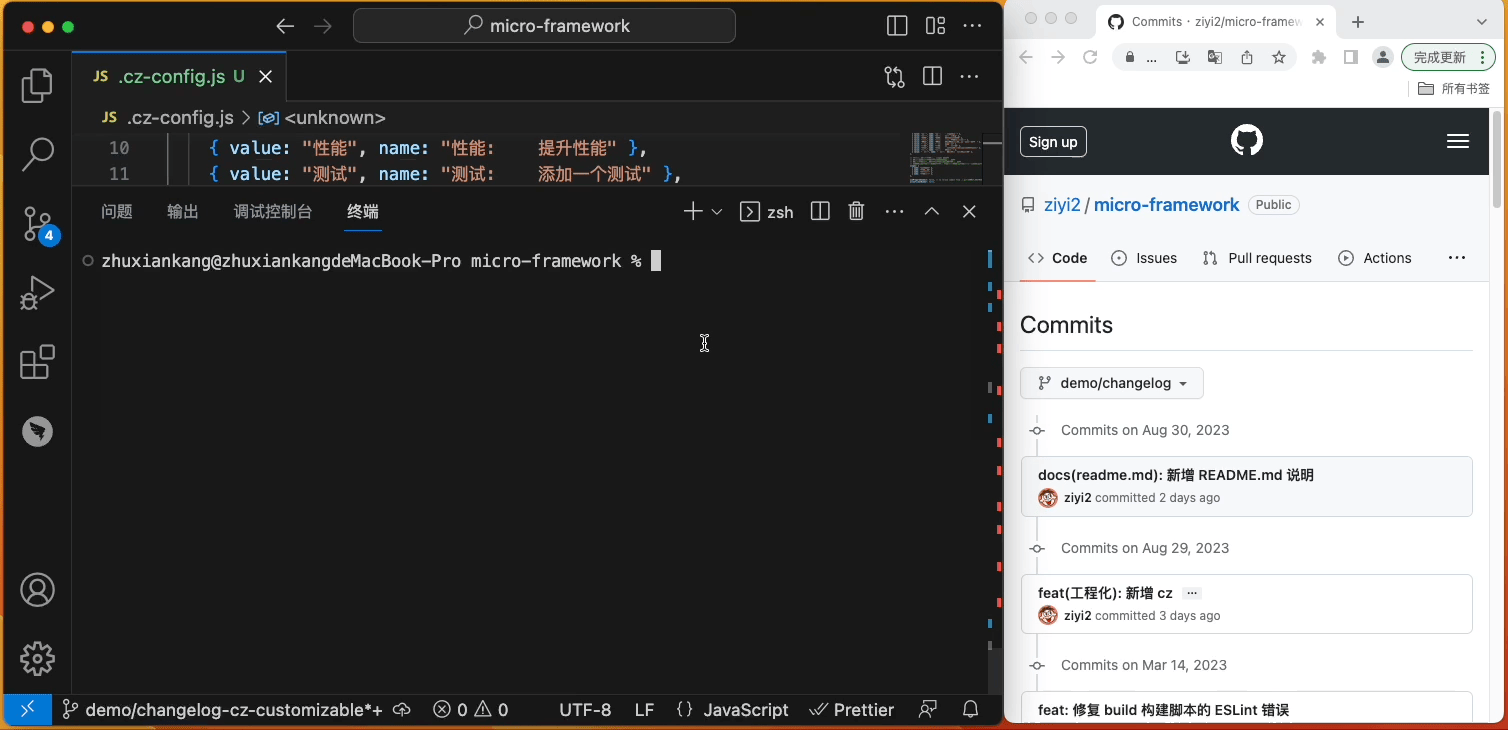 micro-framework
JS .cz-config.js U
JS .cz-config.js > <unknown>
10 { value: "性能", name: "性能:    提升性能" },
11 { value: "测试", name: "测试:    添加一个测试" },
问题 输出 调试控制台 终端 zsh
4
zhuxiankang@zhuxiankangdeMacBook-Pro micro-framework %
demo/changelog-cz-customizable*+ 0 0 UTF-8 LF {} JavaScript Prettier
Commits · ziyi2/micro-framew
... 完成更新
所有书签
Sign up
ziyi2 / micro-framework Public
<> Code Issues Pull requests Actions ...
Commits
demo/changelog
Commits on Aug 30, 2023
docs(readme.md): 新增 README.md 说明
ziyi2 committed 2 days ago
Commits on Aug 29, 2023
feat(工程化): 新增 cz ...
ziyi2 committed 3 days ago
Commits on Mar 14, 2023
feat: 修复 build 构建脚本的 ESLint 错误